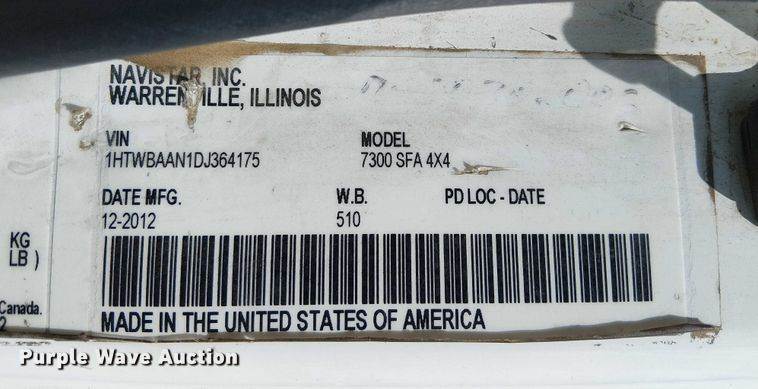 NAVISTAR, INC.
WARRENVILLE, ILLINOIS
VIN MODEL
1HTWBAAN1DJ364175 7300 SFA 4X4
DATE MFG. W.B. PD LOC - DATE
12-2012 510
KG
LB )
Canada.
2
MADE IN THE UNITED STATES OF AMERICA
Purple Wave Auction